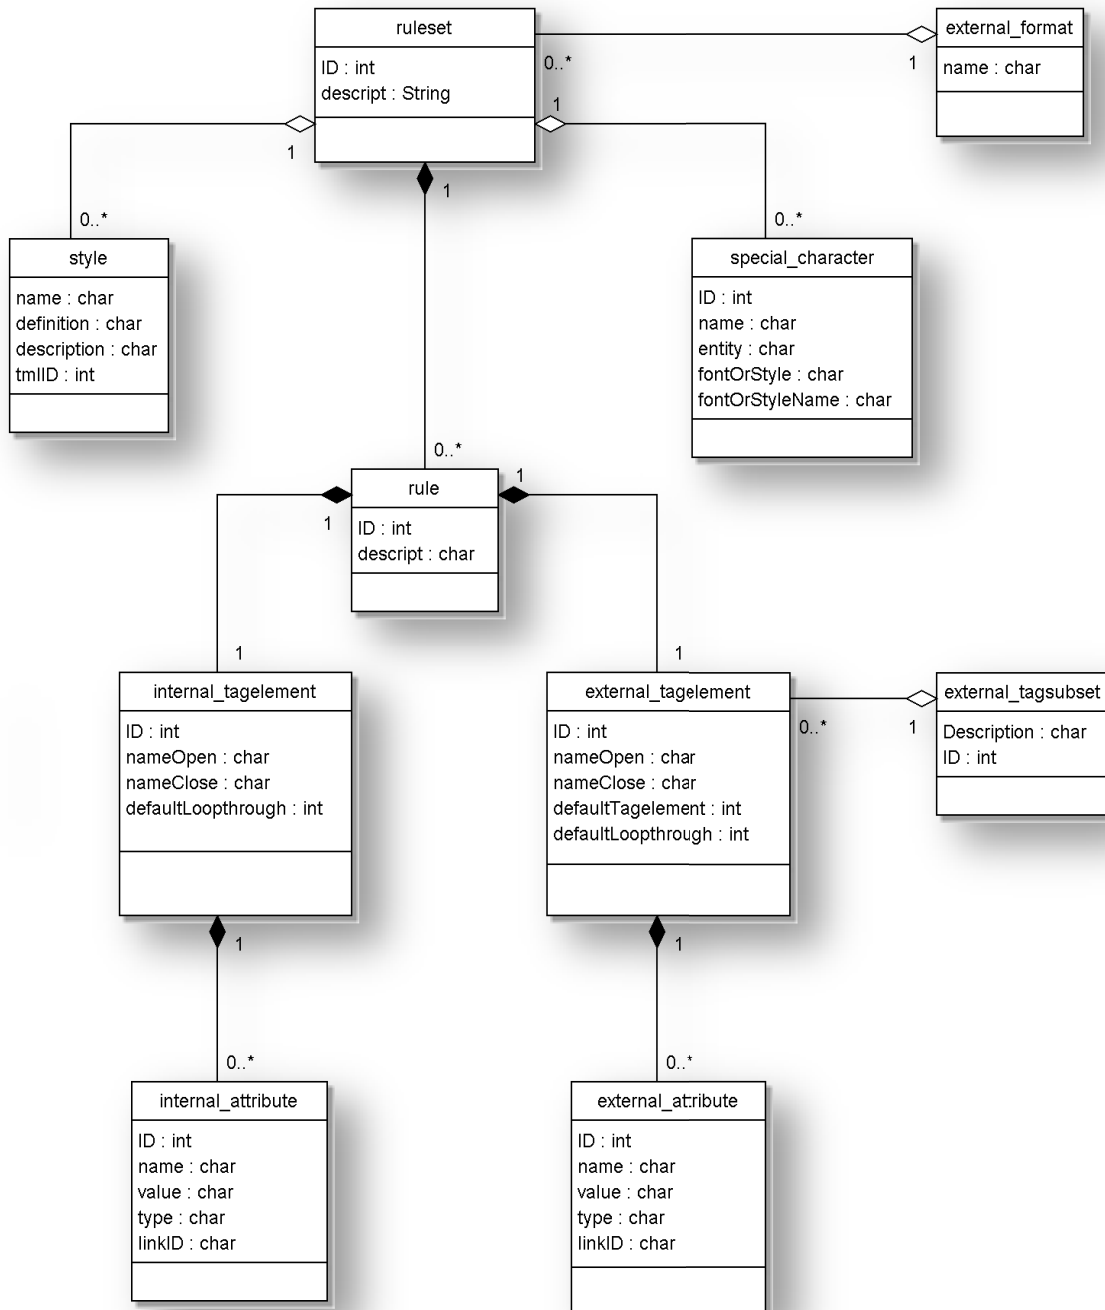 ruleset
ID : int
descript : String
external_format
name : char
0..*
1
1
1
1
0..*
0..*
style
name : char
definition : char
description : char
tmlID : int
special_character
ID : int
name : char
entity : char
fontOrStyle : char
fontOrStyleName : char
0..*
rule
ID : int
descript : char
1
1
1
1
internal_tagelement
ID : int
nameOpen : char
nameClose : char
defaultLoopthrough : int
external_tagelement
ID : int
nameOpen : char
nameClose : char
defaultTagelement : int
defaultLoopthrough : int
external_tagsubset
Description : char
ID : int
0..*
1
1
1
0..*
0..*
internal_attribute
ID : int
name : char
value : char
type : char
linkID : char
external_attribute
ID : int
name : char
value : char
type : char
linkID : char